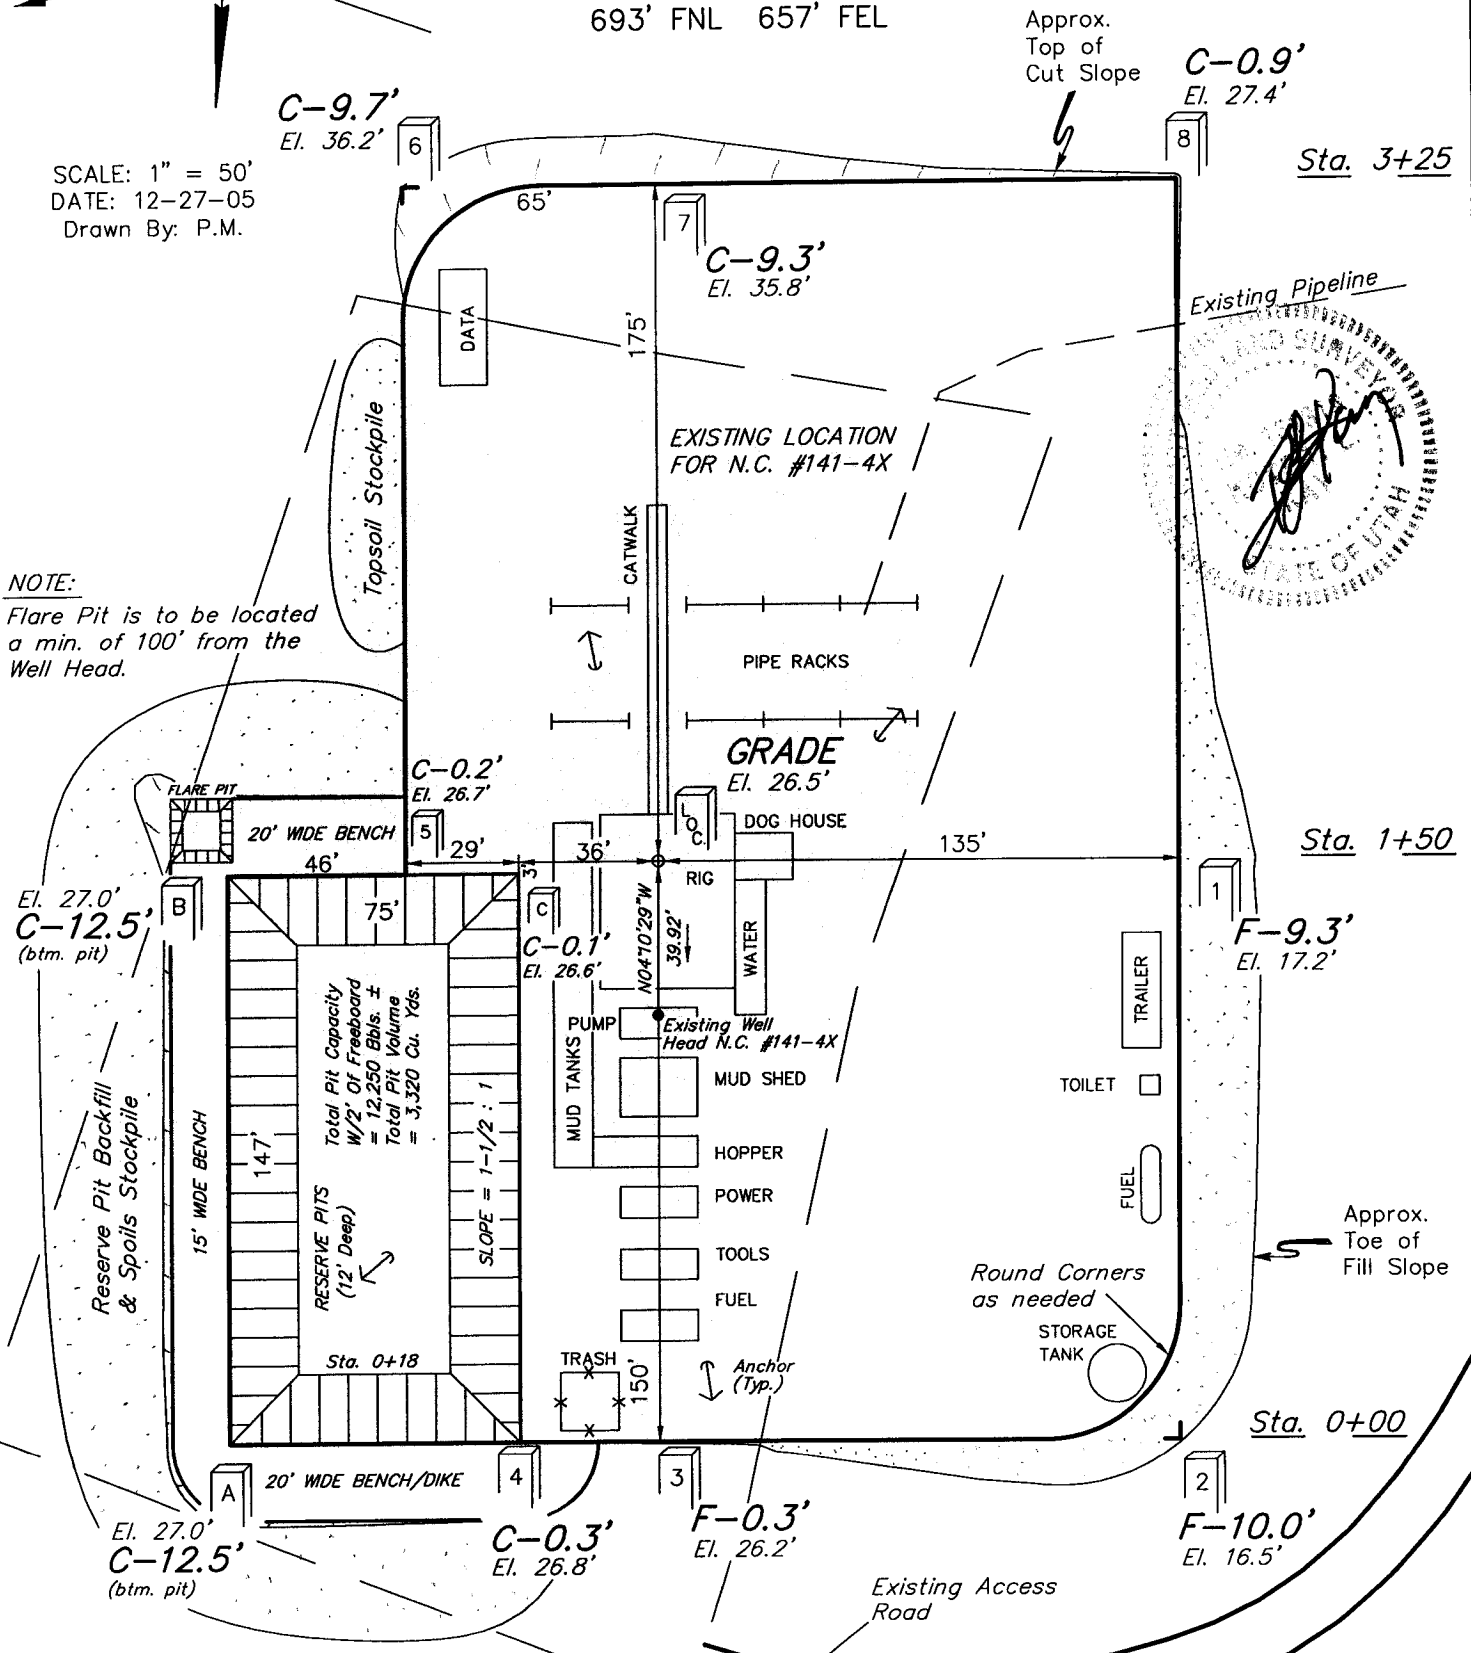 693' FNL 657' FEL
Approx.
Top of
Cut Slope
C-0.9'
El. 27.4'
C-9.7'
El. 36.2'
6
8
Sta. 3+25
SCALE: 1" = 50'
DATE: 12-27-05
Drawn By: P.M.
65'
7
C-9.3'
El. 35.8'
175'
DATA
Existing Pipeline
LAND SURVEYOR
STATE OF UTAH
Topsoil Stockpile
EXISTING LOCATION
FOR N.C. #141-4X
CATWALK
NOTE:
Flare Pit is to be located
a min. of 100' from the
Well Head.
PIPE RACKS
GRADE
El. 26.5'
C-0.2'
El. 26.7'
FLARE PIT
20' WIDE BENCH
5
LOC.
DOG HOUSE
46'
29'
36'
3'
135'
RIG
Sta. 1+50
El. 27.0'
C-12.5'
(btm. pit)
B
75'
C
C-0.1'
El. 26.6'
N04°10'29"W
39.92'
WATER
1
F-9.3'
El. 17.2'
TRAILER
PUMP
Existing Well
Head N.C. #141-4X
MUD TANKS
MUD SHED
TOILET
Total Pit Capacity
W/2' Of Freeboard
= 12,250 Bbls. ±
Total Pit Volume
= 3,320 Cu. Yds.
Reserve Pit Backfill
& Spoils Stockpile
15' WIDE BENCH
147'
SLOPE = 1-1/2 : 1
RESERVE PITS
(12' Deep)
HOPPER
POWER
TOOLS
FUEL
FUEL
Approx.
Toe of
Fill Slope
Round Corners
as needed
STORAGE
TANK
Sta. 0+18
TRASH
150'
Anchor
(Typ.)
Sta. 0+00
A
20' WIDE BENCH/DIKE
4
3
2
El. 27.0'
C-12.5'
(btm. pit)
C-0.3'
El. 26.8'
F-0.3'
El. 26.2'
F-10.0'
El. 16.5'
Existing Access
Road